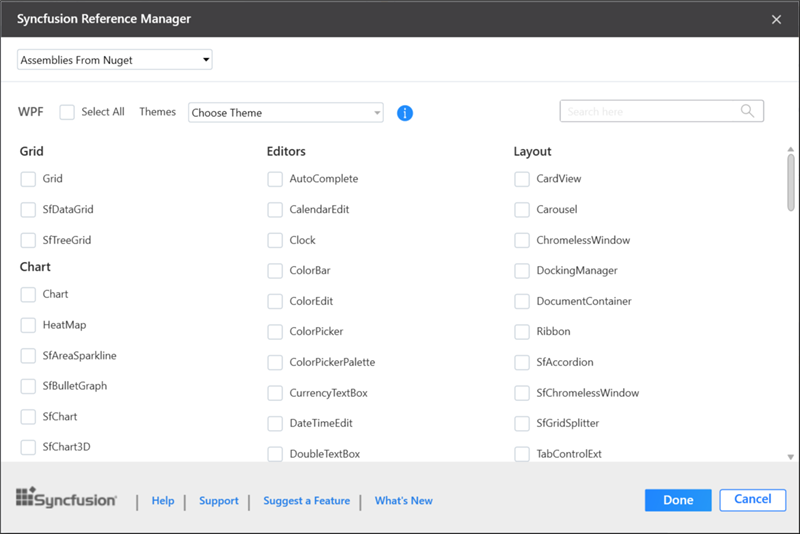 Syncfusion Reference Manager
Assemblies From Nuget
WPF Select All Themes Choose Theme Search here
Grid
Grid
SfDataGrid
SfTreeGrid
Chart
Chart
HeatMap
SfAreaSparkline
SfBulletGraph
SfChart
SfChart3D
Editors
AutoComplete
CalendarEdit
Clock
ColorBar
ColorEdit
ColorPicker
ColorPickerPalette
CurrencyTextBox
DateTimeEdit
DoubleTextBox
Layout
CardView
Carousel
ChromelessWindow
DockingManager
DocumentContainer
Ribbon
SfAccordion
SfChromelessWindow
SfGridSplitter
TabControlExt
Syncfusion | Help | Support | Suggest a Feature | What's New Done Cancel